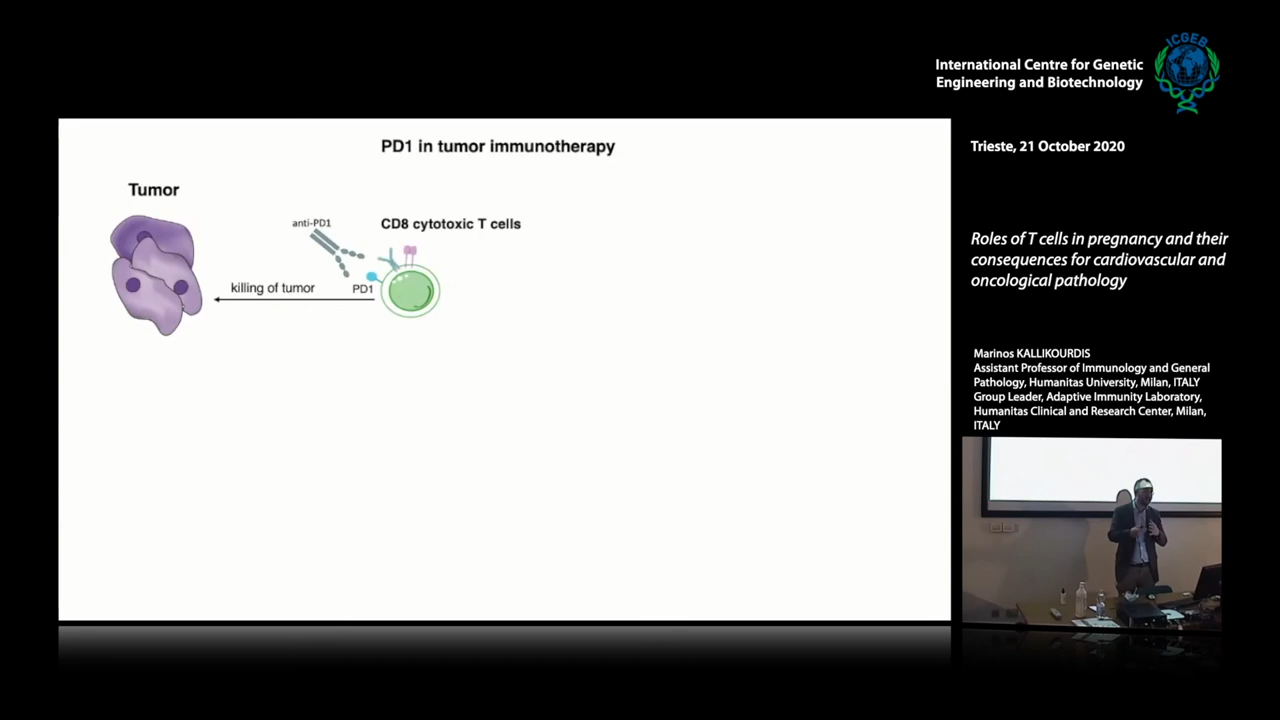 ICGEB
International Centre for Genetic
Engineering and Biotechnology
Trieste, 21 October 2020
PD1 in tumor immunotherapy
Tumor
anti-PD1
CD8 cytotoxic T cells
killing of tumor
PD1
Roles of T cells in pregnancy and their
consequences for cardiovascular and
oncological pathology
Marinos KALLIKOURDIS
Assistant Professor of Immunology and General
Pathology, Humanitas University, Milan, ITALY
Group Leader, Adaptive Immunity Laboratory,
Humanitas Clinical and Research Center, Milan,
ITALY